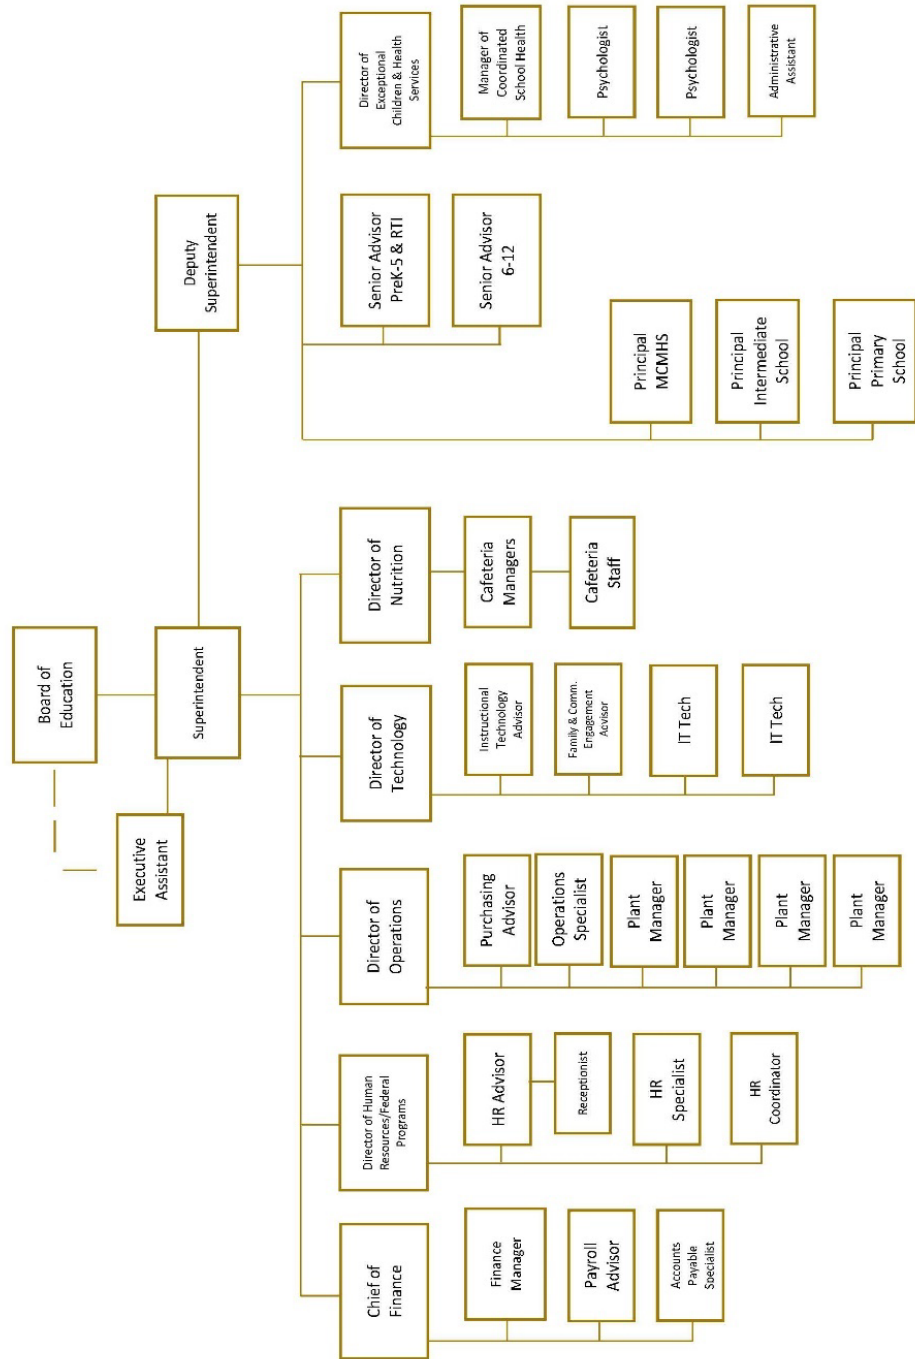 Board of
Education
Executive
Assistant
Superintendent
Deputy
Superintendent
Chief of
Finance
Finance
Manager
Payroll
Advisor
Accounts
Payable
Specialist
Director of Human
Resources/Federal
Programs
HR Advisor
Receptionist
HR
Specialist
HR
Coordinator
Director of
Operations
Purchasing
Advisor
Operations
Specialist
Plant
Manager
Plant
Manager
Plant
Manager
Plant
Manager
Director of
Technology
Instructional
Technology
Advisor
Family & Comm.
Engagement
Advisor
IT Tech
IT Tech
Director of
Nutrition
Cafeteria
Managers
Cafeteria
Staff
Principal
MCMHS
Principal
Intermediate
School
Principal
Primary
School
Senior Advisor
PreK-5 & RTI
Senior Advisor
6-12
Director of
Exceptional
Children & Health
Services
Manager of
Coordinated
School Health
Psychologist
Psychologist
Administrative
Assistant